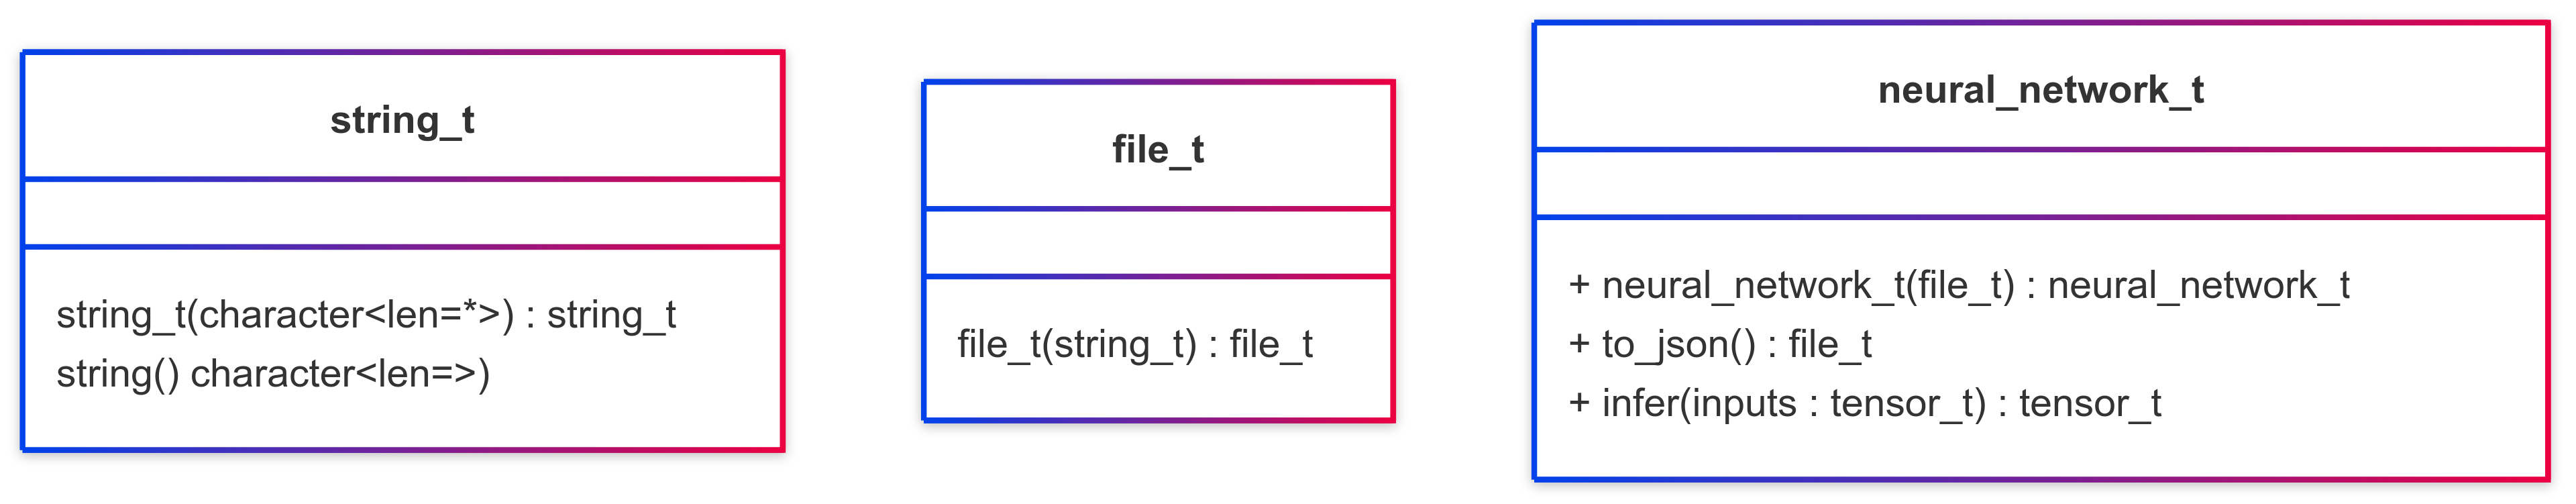 string_t
string_t(character<len=*>) : string_t
string() character<len=>)
file_t
file_t(string_t) : file_t
neural_network_t
+ neural_network_t(file_t) : neural_network_t
+ to_json() : file_t
+ infer(inputs : tensor_t) : tensor_t